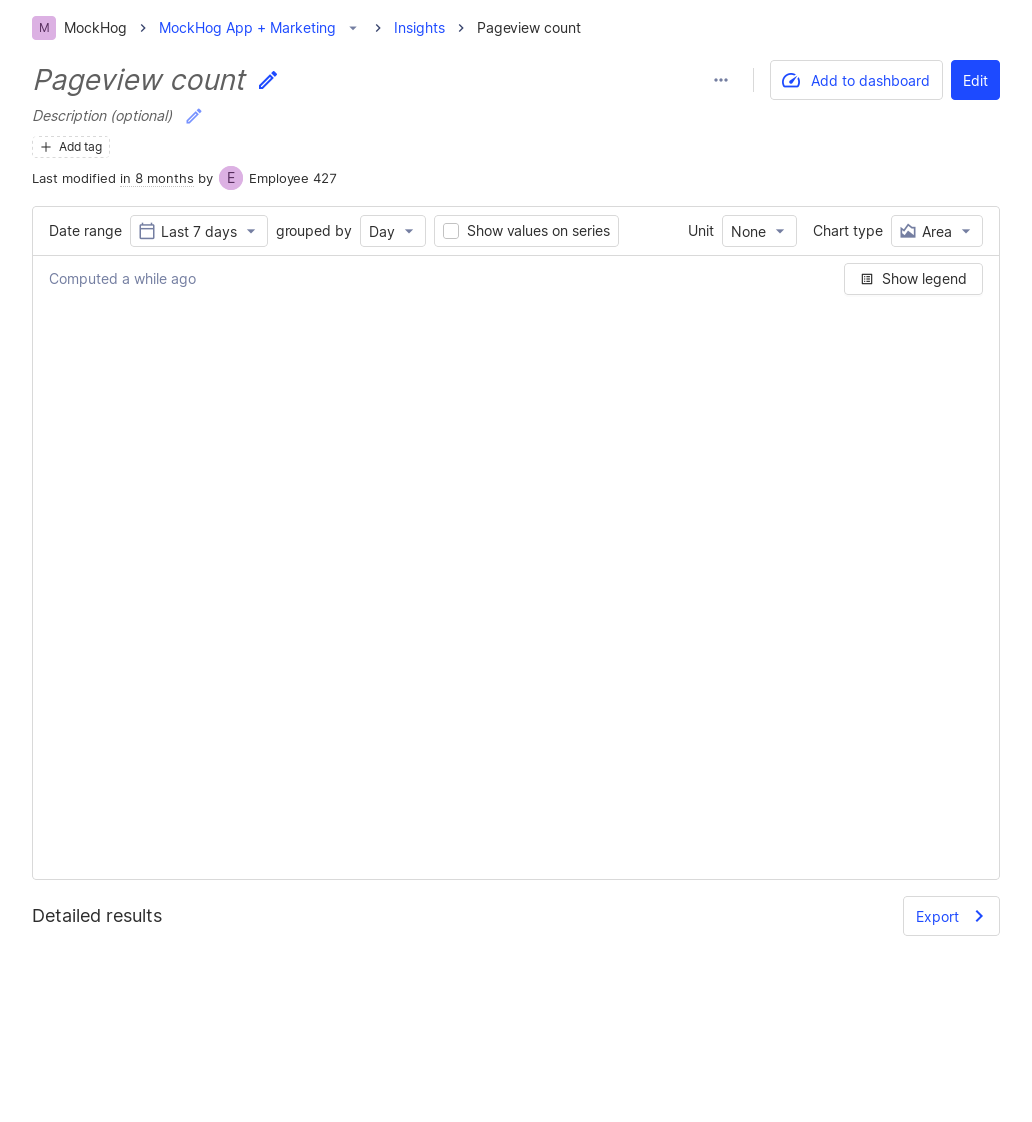 M MockHog MockHog App + Marketing Insights Pageview count
Pageview count
Add to dashboard Edit
Description (optional)
Add tag
Last modified in 8 months by E Employee 427
Date range Last 7 days grouped by Day Show values on series Unit None Chart type Area
Computed a while ago Show legend
Detailed results Export